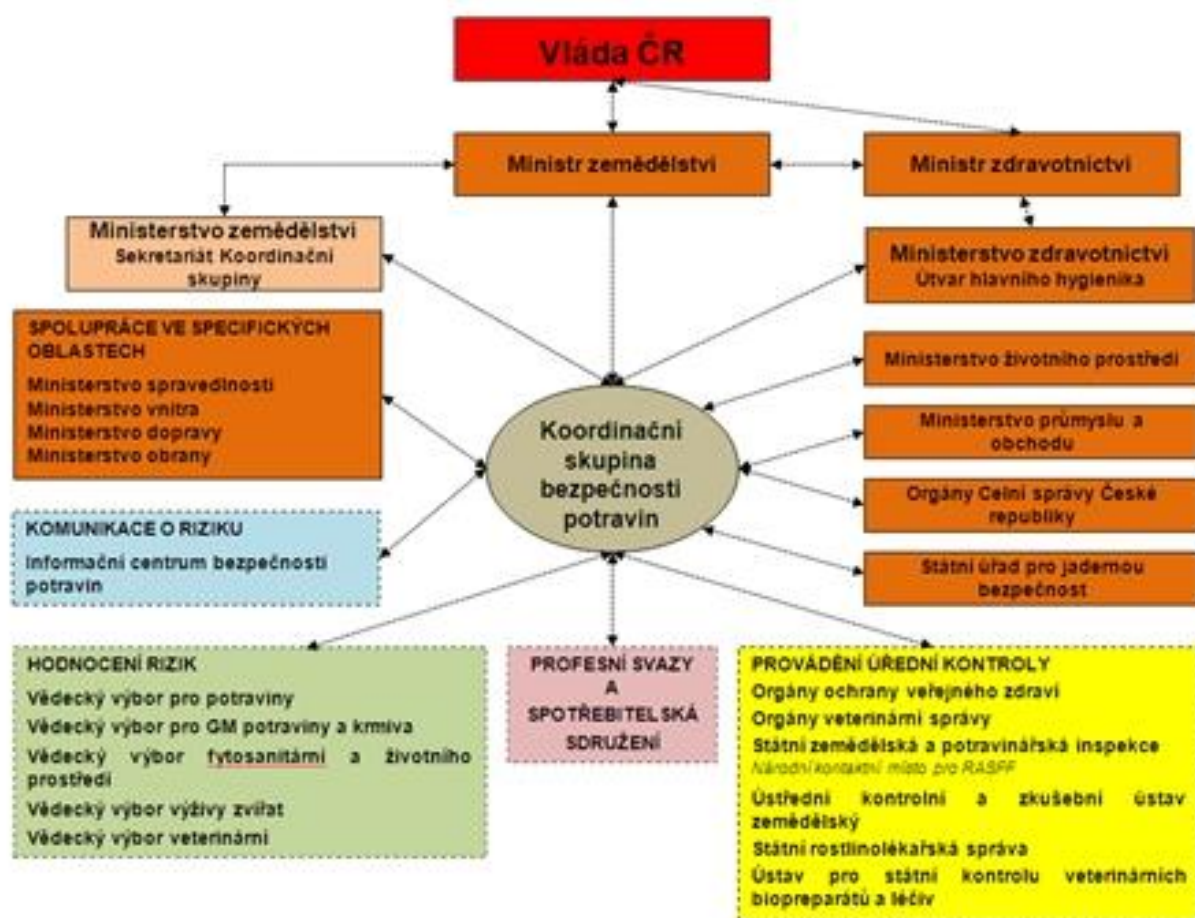 Vláda ČR
Ministr zemědělství
Ministr zdravotnictví
Ministerstvo zemědělství
Sekretariát Koordinační
skupiny
Ministerstvo zdravotnictví
Útvar hlavního hygienika
SPOLUPRÁCE VE SPECIFICKÝCH
OBLASTECH
Ministerstvo spravedlnosti
Ministerstvo vnitra
Ministerstvo dopravy
Ministerstvo obrany
Ministerstvo životního prostředí
Koordinační
skupina
bezpečnosti
potravin
Ministerstvo průmyslu a
obchodu
Orgány Celní správy České
republiky
Státní úřad pro jadernou
bezpečnost
KOMUNIKACE O RIZIKU
Informační centrum bezpečnosti
potravin
HODNOCENÍ RIZIK
Vědecký výbor pro potraviny
Vědecký výbor pro GM potraviny a krmiva
Vědecký výbor fytosanitární a životního
prostředí
Vědecký výbor výživy zvířat
Vědecký výbor veterinární
PROFESNÍ SVAZY
A
SPOTŘEBITELSKÁ
SDRUŽENÍ
PROVÁDĚNÍ ÚŘEDNÍ KONTROLY
Orgány ochrany veřejného zdraví
Orgány veterinární správy
Státní zemědělská a potravinářská inspekce
Národní kontaktní místo pro RASFF
Ústřední kontrolní a zkušební ústav
zemědělský
Státní rostlinolékařská správa
Ústav pro státní kontrolu veterinárních
biopreparátů a léčiv